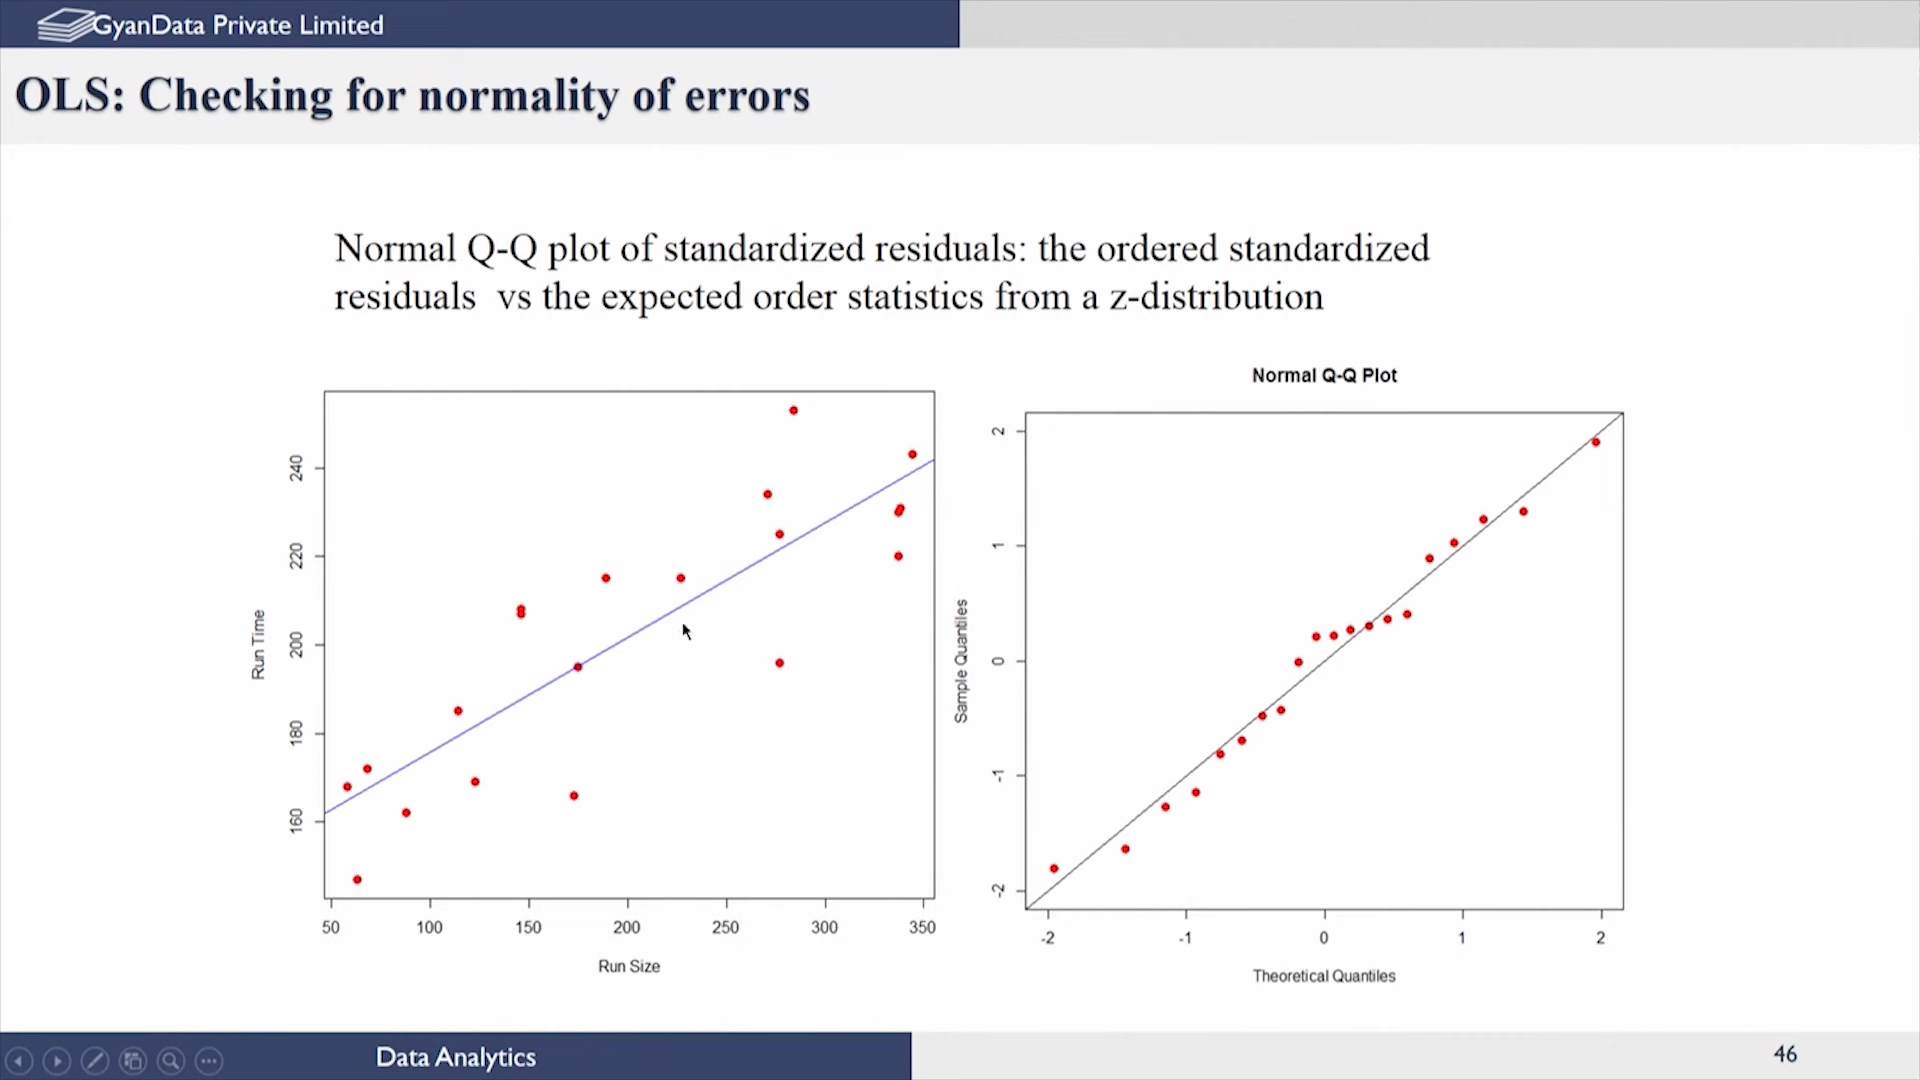 GyanData Private Limited
OLS: Checking for normality of errors
Normal Q-Q plot of standardized residuals: the ordered standardized
residuals vs the expected order statistics from a z-distribution
Run Time
240
220
200
180
160
50 100 150 200 250 300 350
Run Size
Normal Q-Q Plot
Sample Quantiles
2
1
0
-1
-2
-2 -1 0 1 2
Theoretical Quantiles
Data Analytics
46